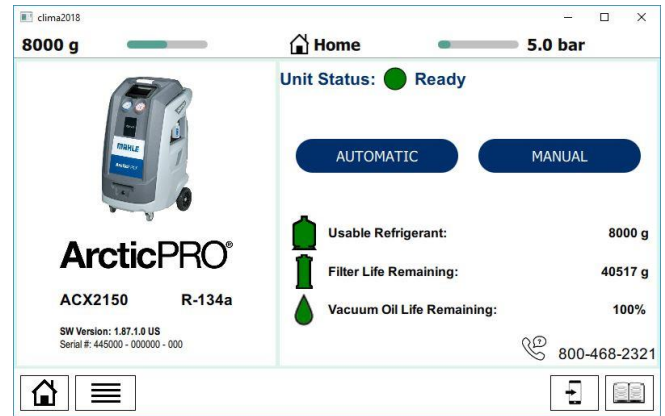 clima2018
8000 g
Home
5.0 bar
MAHLE
ArcticPRO®
ACX2150 R-134a
SW Version: 1.87.1.0 US
Serial #: 445000 - 000000 - 000
Unit Status: Ready
AUTOMATIC MANUAL
Usable Refrigerant: 8000 g
Filter Life Remaining: 40517 g
Vacuum Oil Life Remaining: 100%
800-468-2321